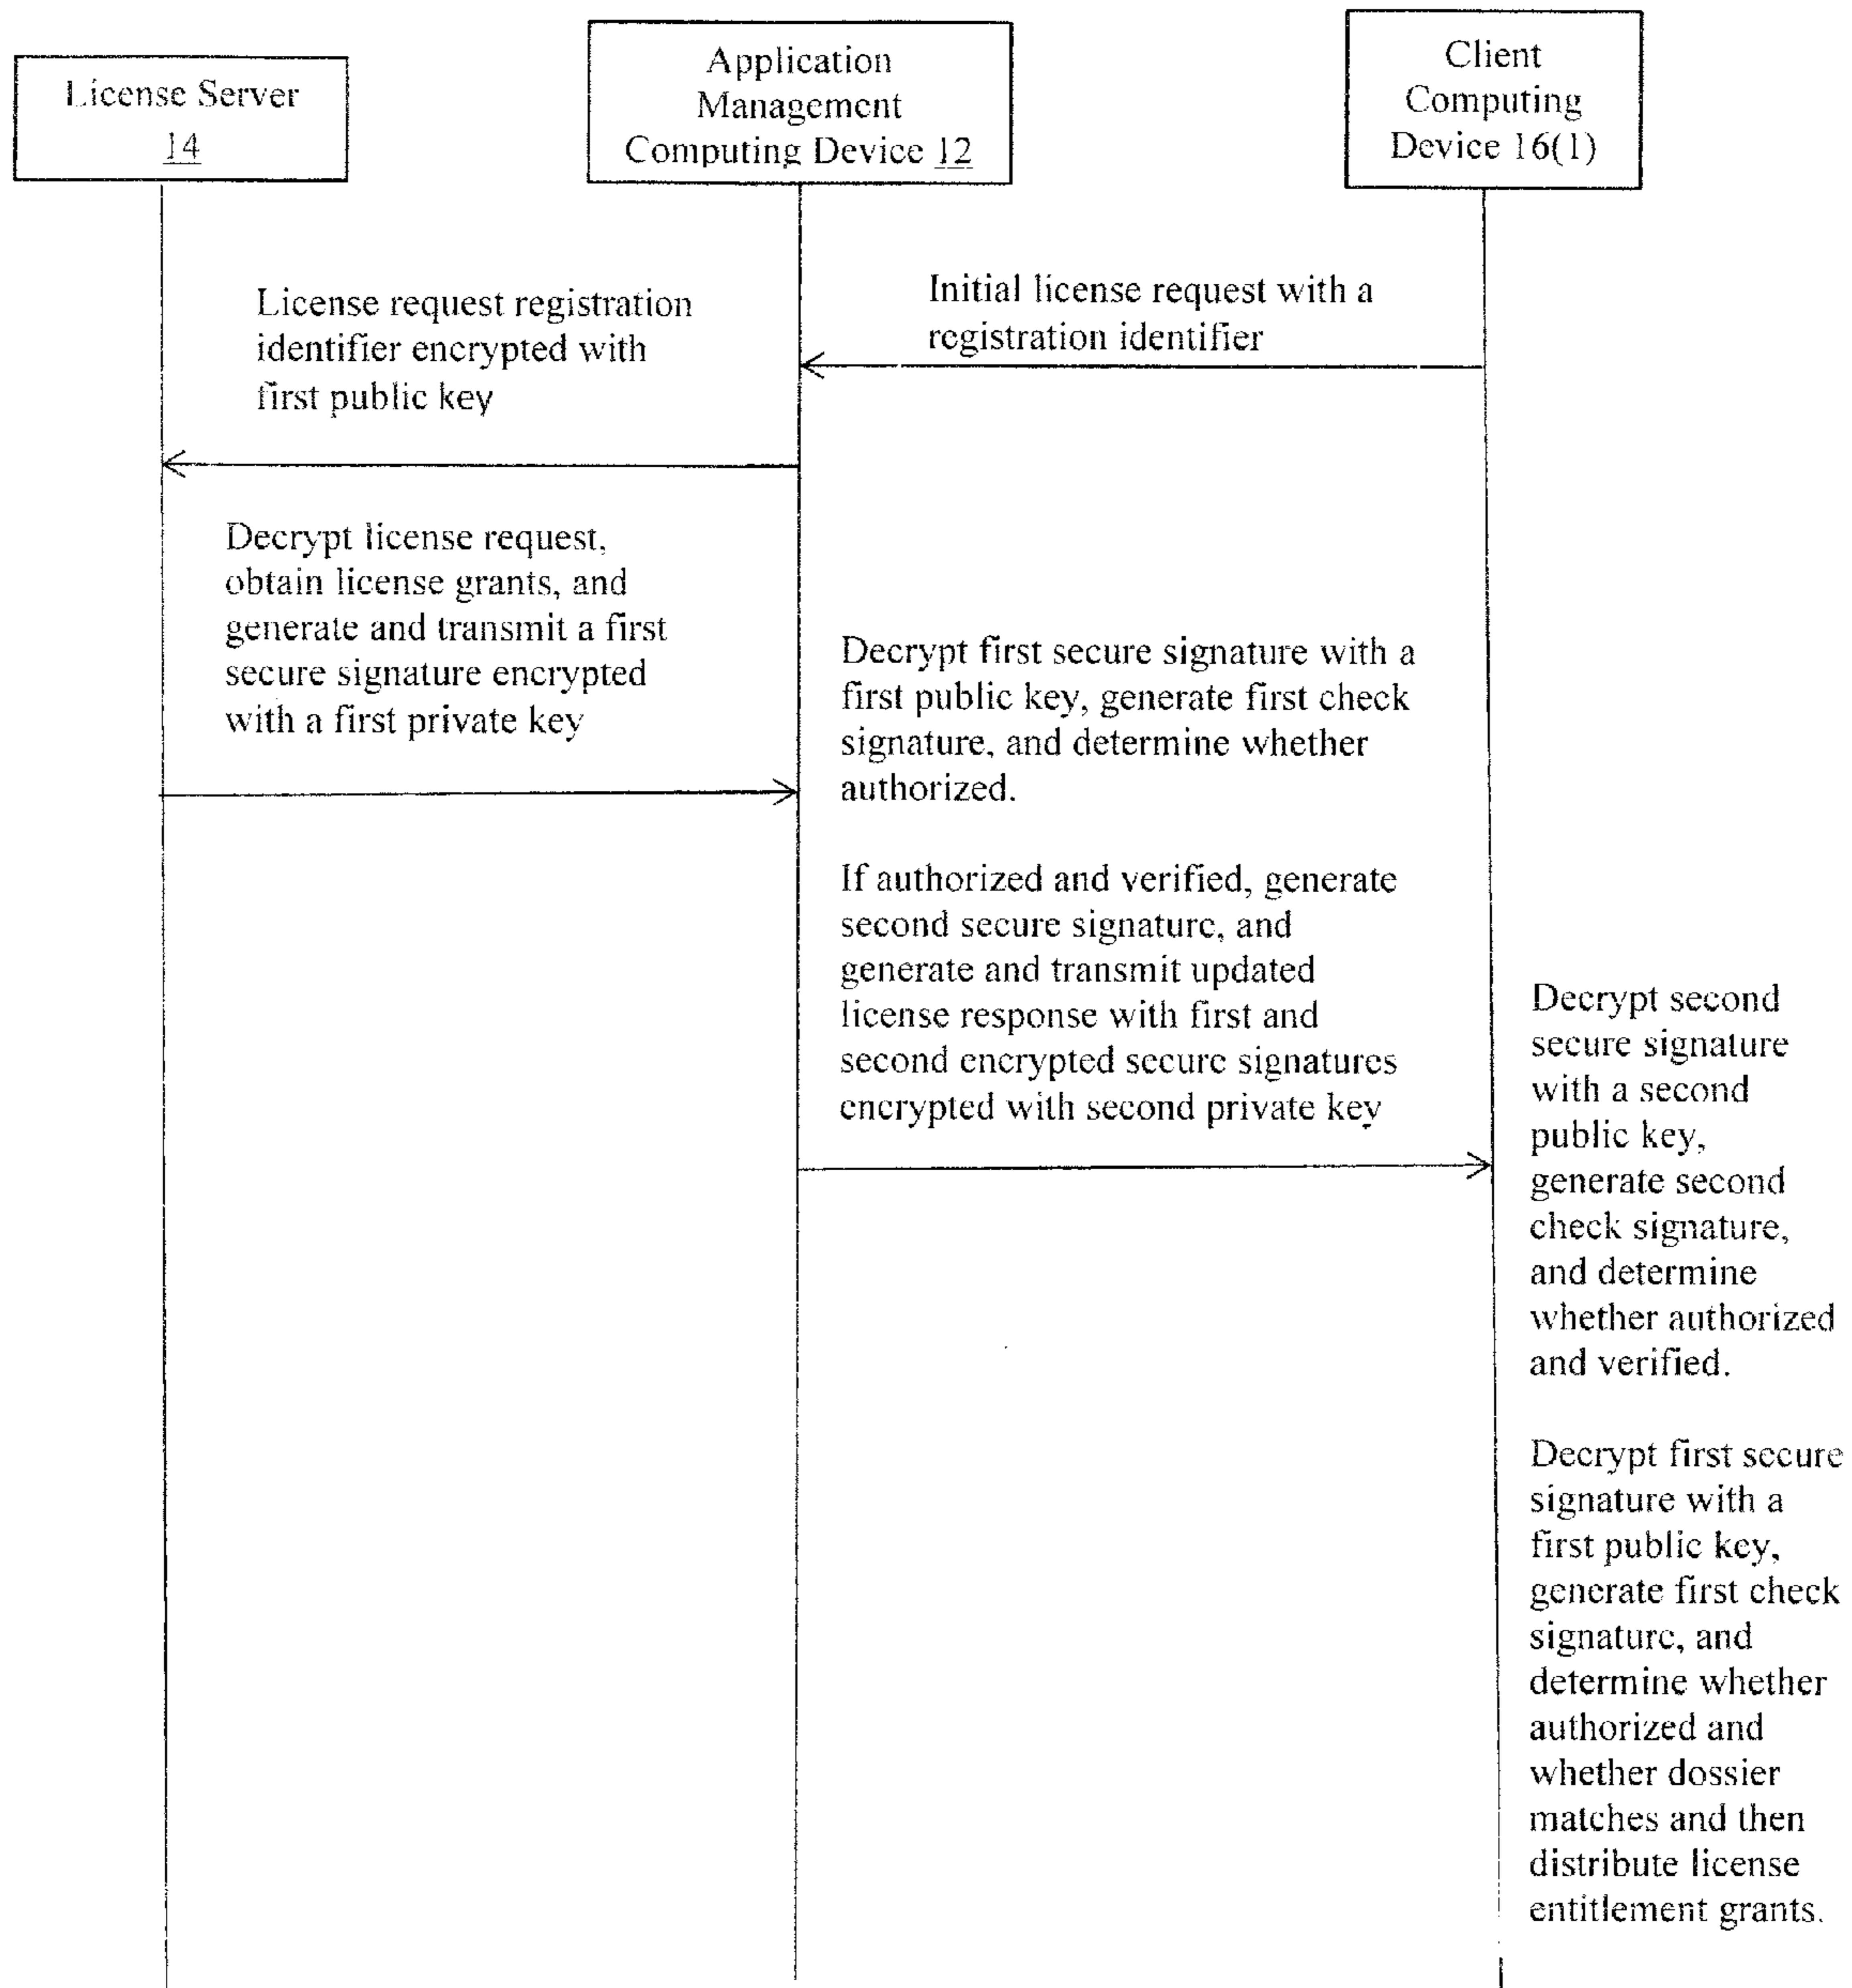 License Server
14
Application
Management
Computing Device 12
Client
Computing
Device 16(1)
Initial license request with a
registration identifier
License request registration
identifier encrypted with
first public key
Decrypt license request,
obtain license grants, and
generate and transmit a first
secure signature encrypted
with a first private key
Decrypt first secure signature with a
first public key, generate first check
signature, and determine whether
authorized.
If authorized and verified, generate
second secure signature, and
generate and transmit updated
license response with first and
second encrypted secure signatures
encrypted with second private key
Decrypt second
secure signature
with a second
public key,
generate second
check signature,
and determine
whether authorized
and verified.
Decrypt first secure
signature with a
first public key,
generate first check
signature, and
determine whether
authorized and
whether dossier
matches and then
distribute license
entitlement grants.